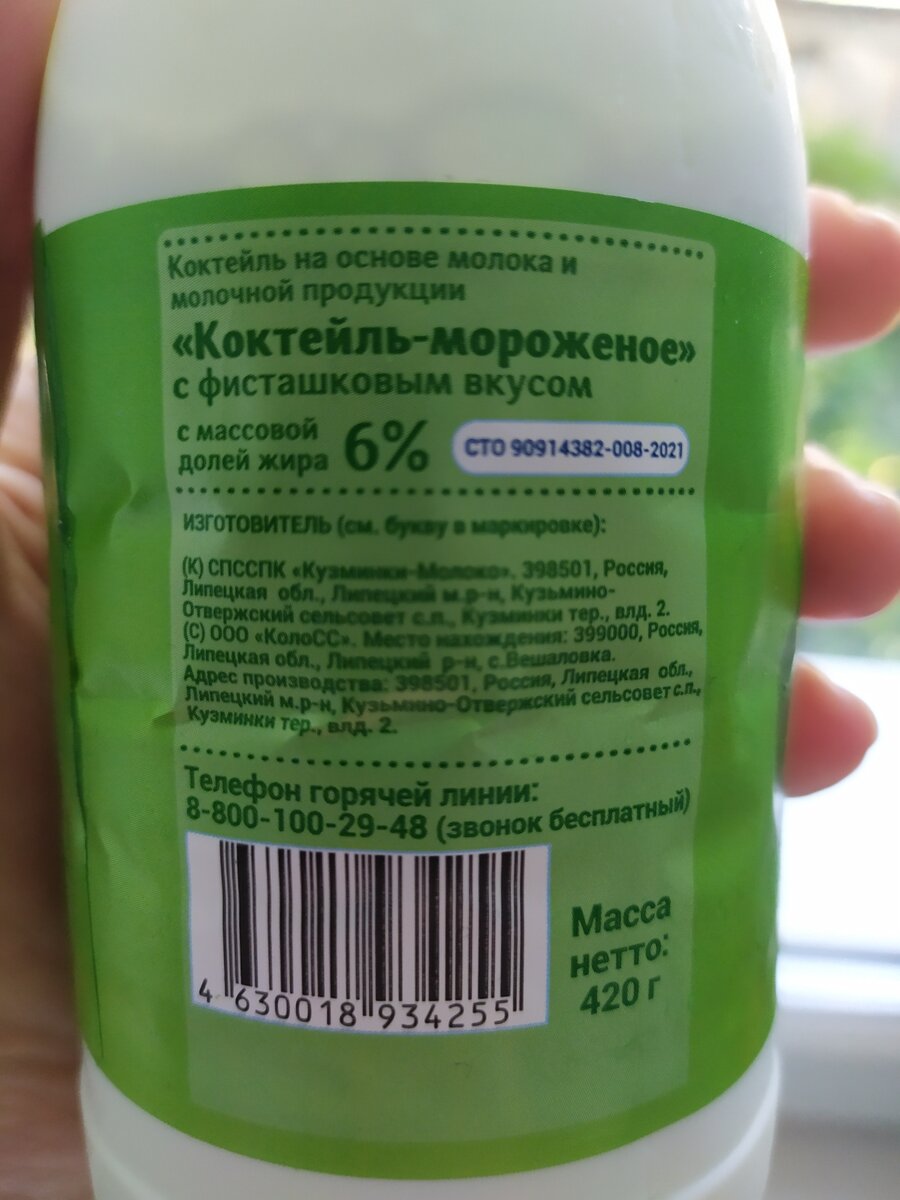 Коктейль на основе молока и
молочной продукции
«Коктейль-мороженое»
с фисташковым вкусом
с массовой
долей жира 6%
СТО 90914382-008-2021
ИЗГОТОВИТЕЛЬ (см. букву в маркировке):
(К) СПССПК «Кузминки-Молоко». 398501, Россия,
Липецкая обл., Липецкий м.р-н, Кузьмино-
Отвержский сельсовет с.п., Кузминки тер., влд. 2.
(С) ООО «КолоСС». Место нахождения: 399000, Россия,
Липецкая обл., Липецкий р-н, с.Вешаловка.
Адрес производства: 398501, Россия, Липецкая обл.,
Липецкий м.р-н, Кузьмино-Отвержский сельсовет с.п.,
Кузминки тер., влд. 2.
Телефон горячей линии:
8-800-100-29-48 (звонок бесплатный)
4 630018 934255
Масса
нетто:
420 г